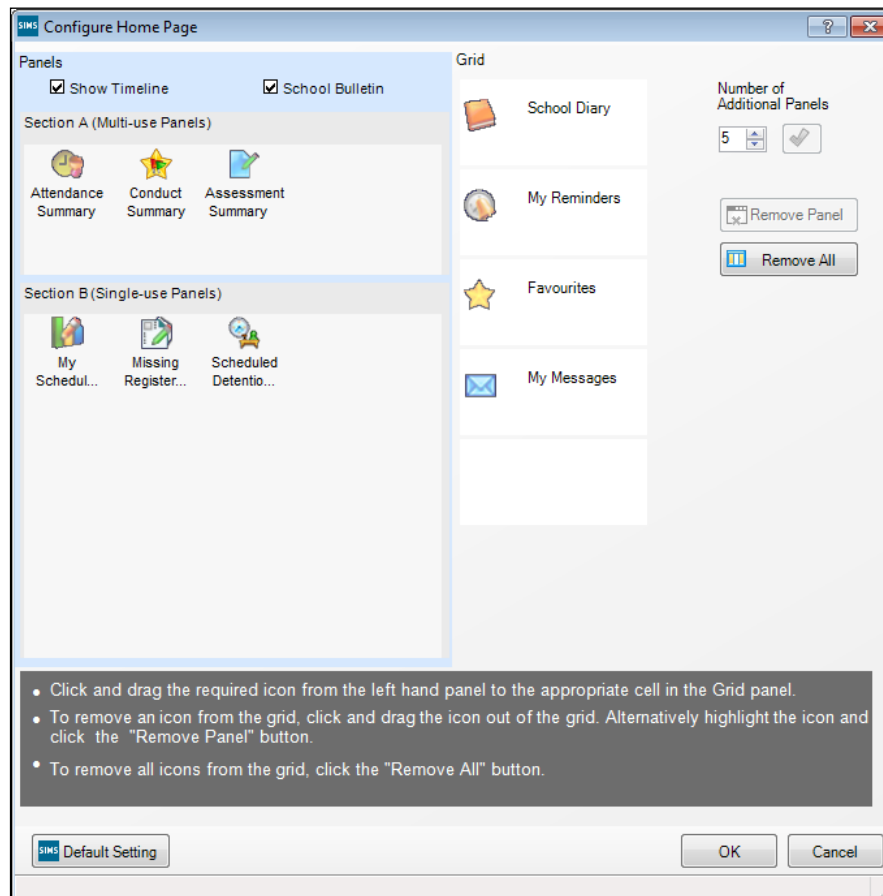 SIMS Configure Home Page
Panels
Show Timeline
School Bulletin
Section A (Multi-use Panels)
Attendance
Summary
Conduct
Summary
Assessment
Summary
Section B (Single-use Panels)
My
Schedul...
Missing
Register...
Scheduled
Detentio...
Grid
School Diary
My Reminders
Favourites
My Messages
Number of
Additional Panels
5
Remove Panel
Remove All
• Click and drag the required icon from the left hand panel to the appropriate cell in the Grid panel.
• To remove an icon from the grid, click and drag the icon out of the grid. Alternatively highlight the icon and
click the "Remove Panel" button.
• To remove all icons from the grid, click the "Remove All" button.
SIMS Default Setting
OK
Cancel